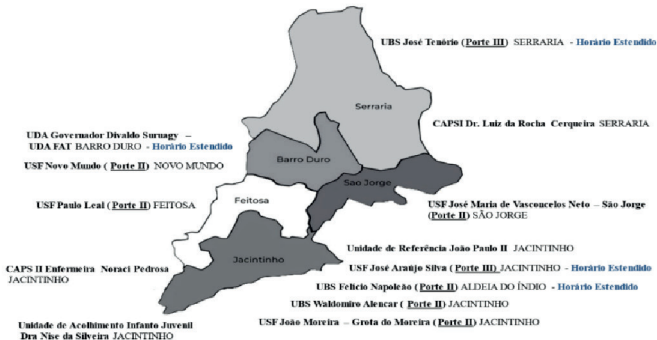 UBS José Tenório (Porte III) SERRARIA - Horário Estendido
Serraria
CAPSI Dr. Luiz da Rocha Cerqueira SERRARIA
UDA Governador Divaldo Suruagy –
UDA FAT BARRO DURO - Horário Estendido
Barro Duro
USF Novo Mundo ( Porte II) NOVO MUNDO
Sao Jorge
USF Paulo Leal (Porte II) FEITOSA
Feitosa
USF José Maria de Vasconcelos Neto – São Jorge
(Porte II) SÃO JORGE
Unidade de Referência João Paulo II JACINTINHO
Jacintinho
CAPS II Enfermeira Noraci Pedrosa
JACINTINHO
USF José Araújo Silva ( Porte III) JACINTINHO - Horário Estendido
UBS Felício Napoleão ( Porte II) ALDEIA DO ÍNDIO - Horário Estendido
UBS Waldomiro Alencar ( Porte II) JACINTINHO
USF João Moreira – Grota do Moreira ( Porte II) JACINTINHO
Unidade de Acolhimento Infanto Juvenil
Dra Nise da Silveira JACINTINHO